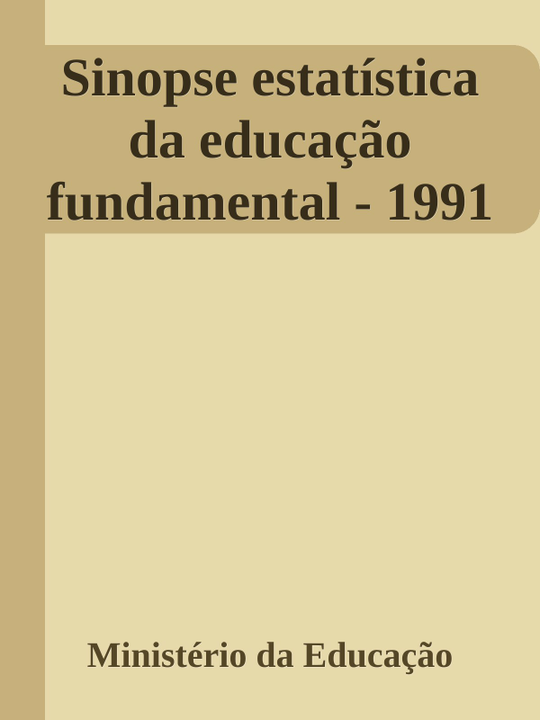 Sinopse estatística
da educação
fundamental - 1991
Ministério da Educação